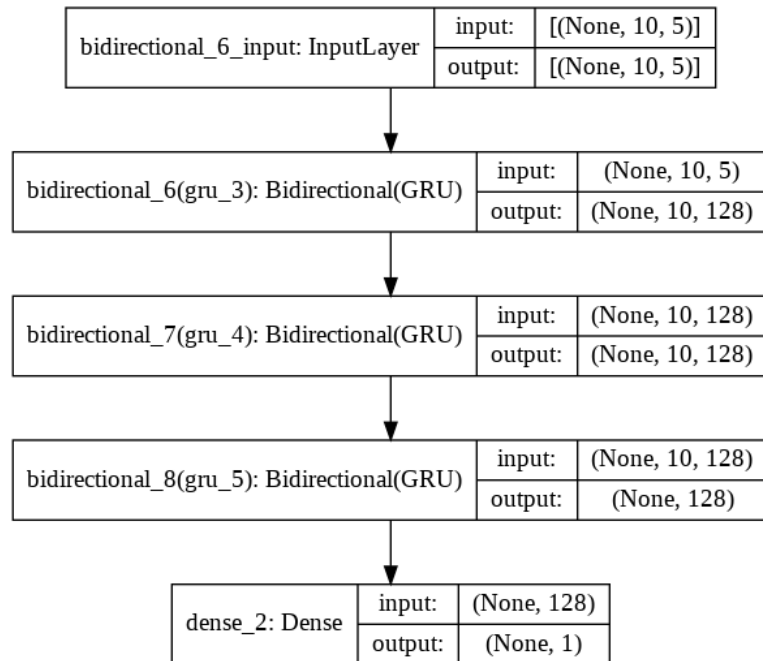 bidirectional_6_input: InputLayer
input: [(None, 10, 5)]
output: [(None, 10, 5)]
bidirectional_6(gru_3): Bidirectional(GRU)
input: (None, 10, 5)
output: (None, 10, 128)
bidirectional_7(gru_4): Bidirectional(GRU)
input: (None, 10, 128)
output: (None, 10, 128)
bidirectional_8(gru_5): Bidirectional(GRU)
input: (None, 10, 128)
output: (None, 128)
dense_2: Dense
input: (None, 128)
output: (None, 1)